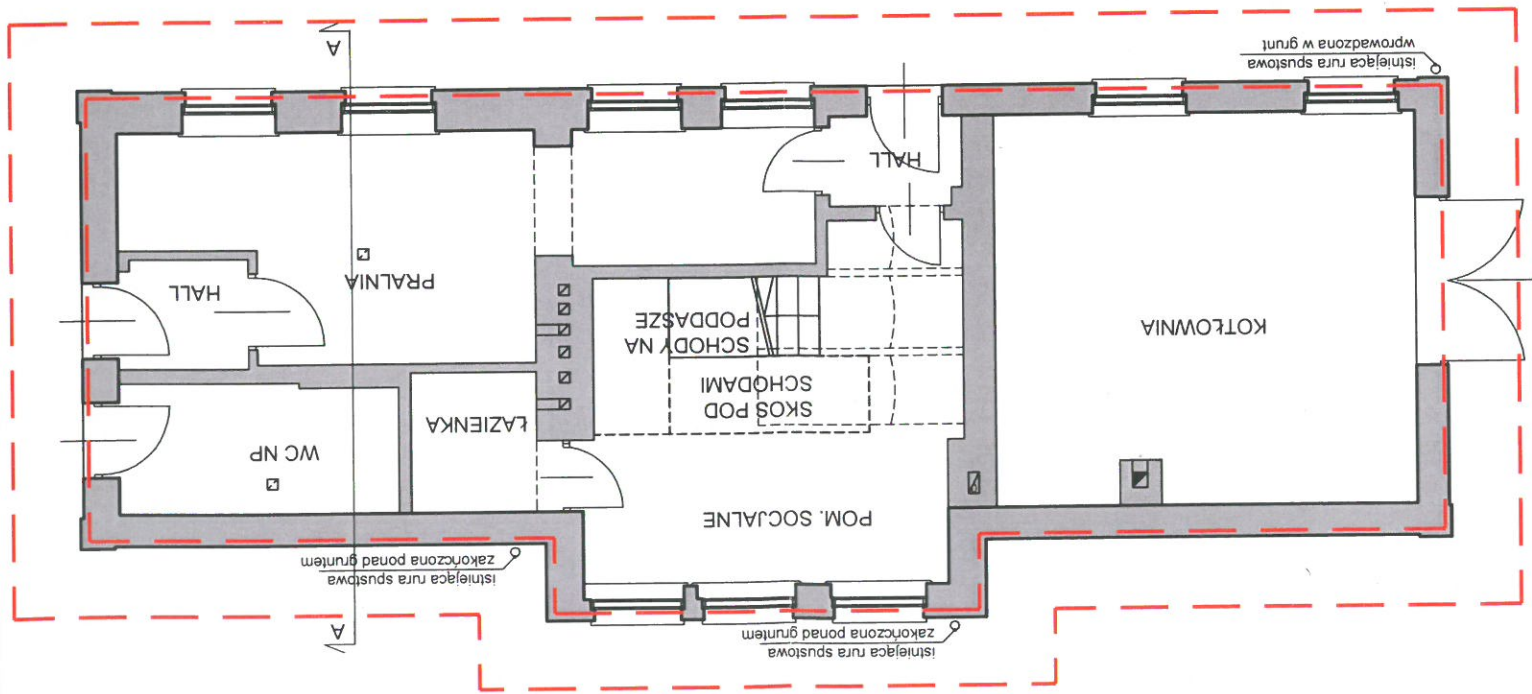 istniejąca rura spustowa
zakończona ponad gruntem
A
istniejąca rura spustowa
zakończona ponad gruntem
POM. SOCJALNE
WC NP
ŁAZIENKA
SKOS POD
SCHODAMI
SCHODY NA
PODDASZE
KOTŁOWNIA
PRALNIA
HALL
HALL
istniejąca rura spustowa
wprowadzona w grunt
A